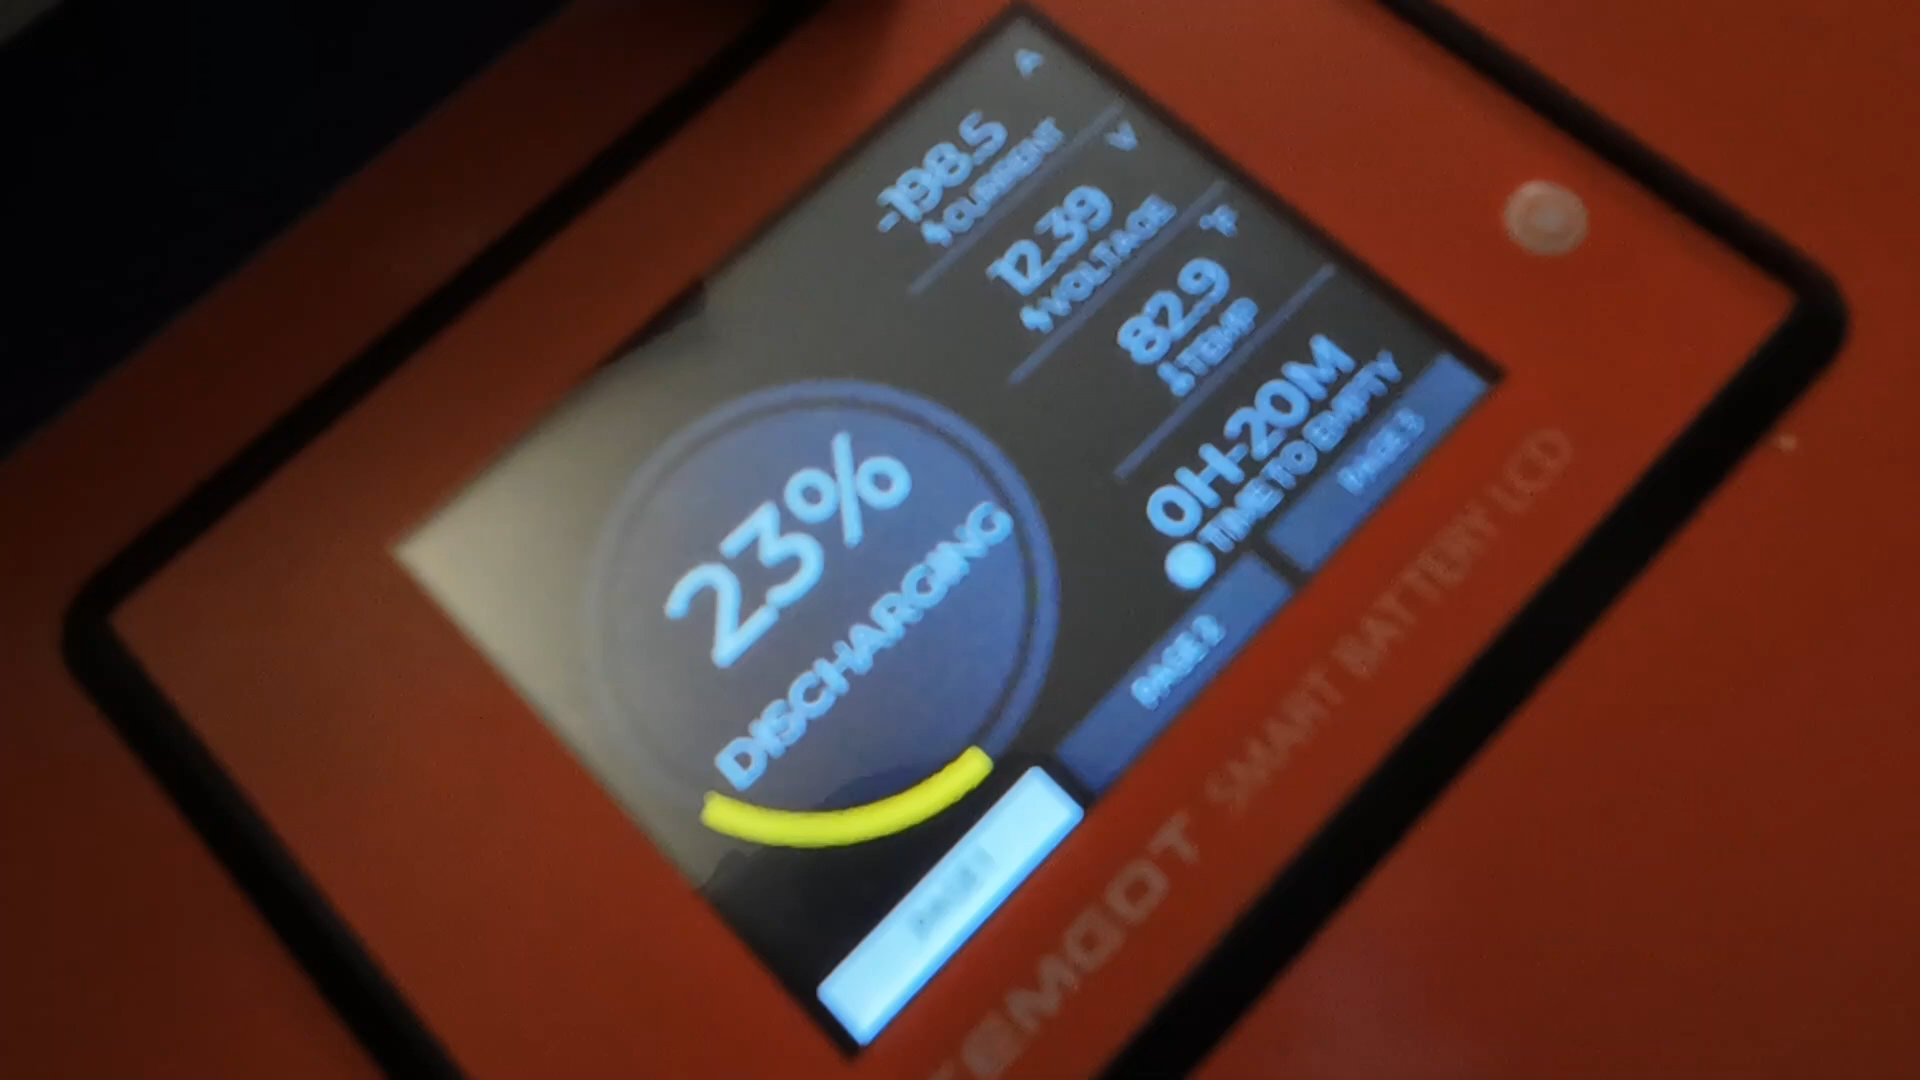 23%
DISCHARGING
-198.5 A
CURRENT
12.39 V
VOLTAGE
82.9 °F
TEMP
0H-20M
TIME TO EMPTY
PAGE 2
PAGE 3
SMART BATTERY LCD